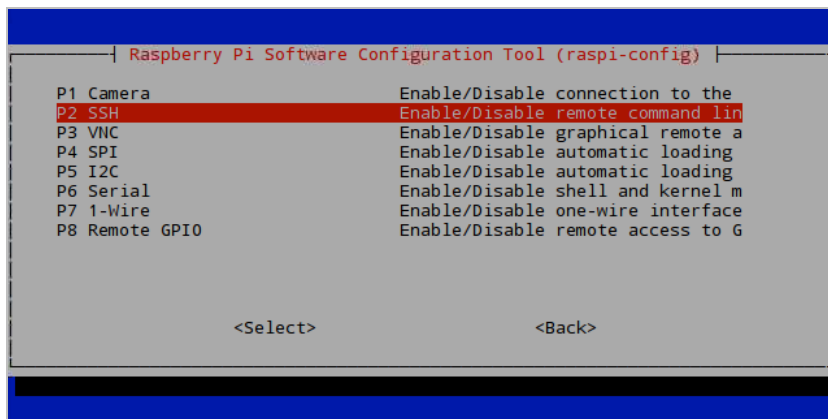 Raspberry Pi Software Configuration Tool (raspi-config)
P1 Camera Enable/Disable connection to the
P2 SSH Enable/Disable remote command lin
P3 VNC Enable/Disable graphical remote a
P4 SPI Enable/Disable automatic loading
P5 I2C Enable/Disable automatic loading
P6 Serial Enable/Disable shell and kernel m
P7 1-Wire Enable/Disable one-wire interface
P8 Remote GPIO Enable/Disable remote access to G
<Select> <Back>